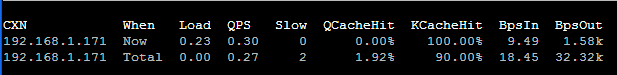 CXN When Load QPS Slow QCacheHit KCacheHit BpsIn BpsOut
192.168.1.171 Now 0.23 0.30 0 0.00% 100.00% 9.49 1.58k
192.168.1.171 Total 0.00 0.27 2 1.92% 90.00% 18.45 32.32k